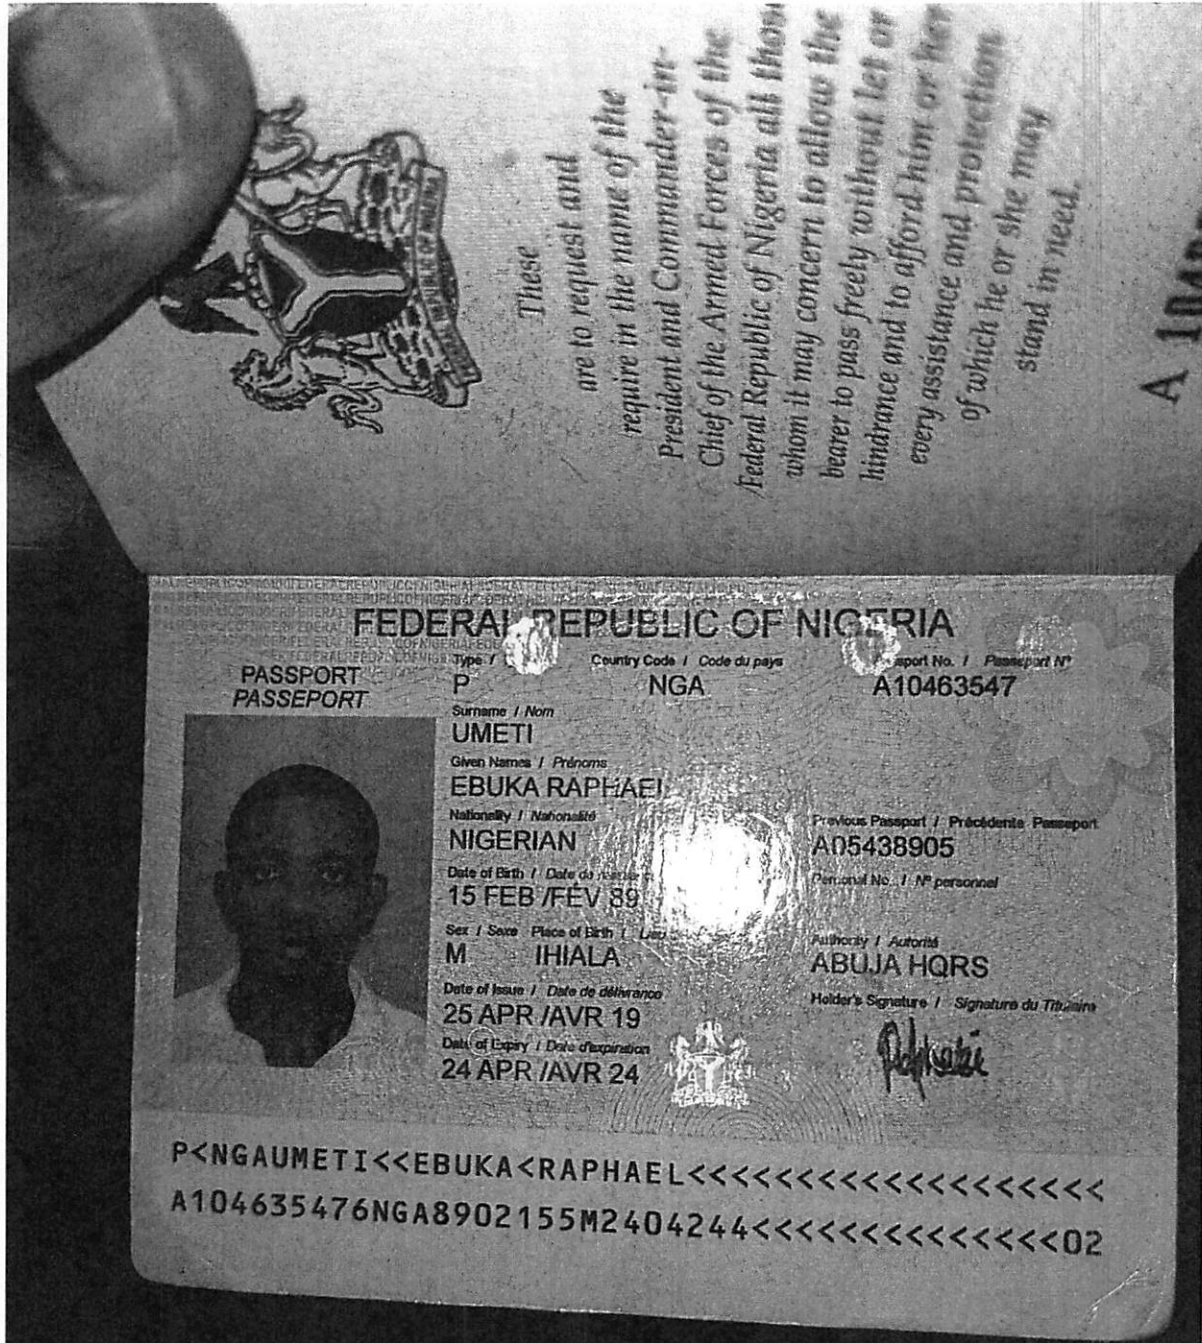 These
are to request and
require in the name of the
President and Commander-in-
Chief of the Armed Forces of the
Federal Republic of Nigeria all those
whom it may concern to allow the
bearer to pass freely without let or
hindrance and to afford him or her
every assistance and protection
of which he or she may
stand in need.
FEDERAL REPUBLIC OF NIGERIA
PASSPORT
PASSEPORT
Type /
Country Code / Code du pays
Passport No. / Passeport N°
P
NGA
A10463547
Surname / Nom
UMETI
Given Names / Prénoms
EBUKA RAPHAEL
Nationality / Nationalité
NIGERIAN
Previous Passport / Précédente Passeport
A05438905
Date of Birth / Date de
15 FEB /FÉV 89
Personal No. / N° personnel
Sex / Sexe Place of Birth / Lieu
M IHIALA
Authority / Autorité
ABUJA HQRS
Date of Issue / Date de délivrance
25 APR /AVR 19
Holder's Signature / Signature du Titulaire
Date of Expiry / Date d'expiration
24 APR /AVR 24
P<NGAUMETI<<EBUKA<RAPHAEL<<<<<<<<<<<<<<<<<<<
A104635476NGA8902155M2404244<<<<<<<<<<<<<<02